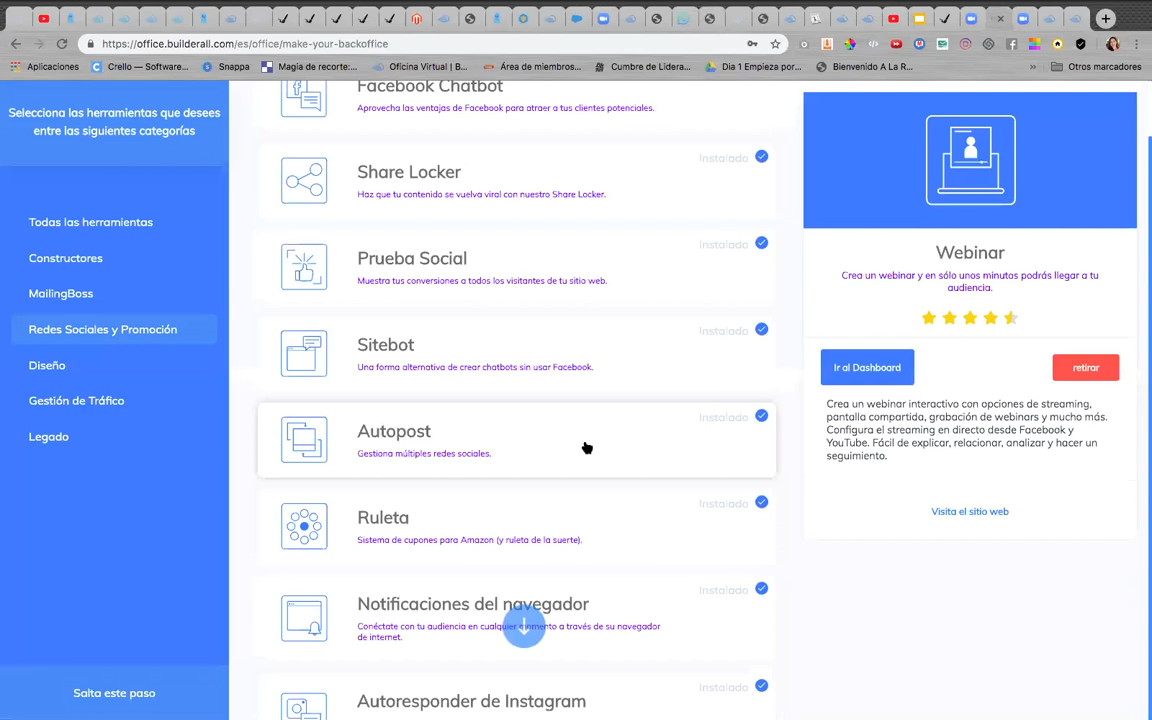 https://office.builderall.com/es/office/make-your-backoffice
Aplicaciones
Crello — Software...
Snappa
Magia de recorte:...
Oficina Virtual | B...
Área de miembros...
Cumbre de Lidera...
Dia 1 Empieza por...
Bienvenido A La R...
»
Otros marcadores
Selecciona las herramientas que desees
entre las siguientes categorías
Todas las herramientas
Constructores
MailingBoss
Redes Sociales y Promoción
Diseño
Gestión de Tráfico
Legado
Salta este paso
Facebook Chatbot
Aprovecha las ventajas de Facebook para atraer a tus clientes potenciales.
Share Locker
Instalado
Haz que tu contenido se vuelva viral con nuestro Share Locker.
Prueba Social
Instalado
Muestra tus conversiones a todos los visitantes de tu sitio web.
Sitebot
Instalado
Una forma alternativa de crear chatbots sin usar Facebook.
Autopost
Instalado
Gestiona múltiples redes sociales.
Ruleta
Instalado
Sistema de cupones para Amazon (y ruleta de la suerte).
Notificaciones del navegador
Instalado
Conéctate con tu audiencia en cualquier momento a través de su navegador
de internet.
Autoresponder de Instagram
Instalado
Webinar
Crea un webinar y en sólo unos minutos podrás llegar a tu
audiencia.
Ir al Dashboard
retirar
Crea un webinar interactivo con opciones de streaming,
pantalla compartida, grabación de webinars y mucho más.
Configura el streaming en directo desde Facebook y
YouTube. Fácil de explicar, relacionar, analizar y hacer un
seguimiento.
Visita el sitio web